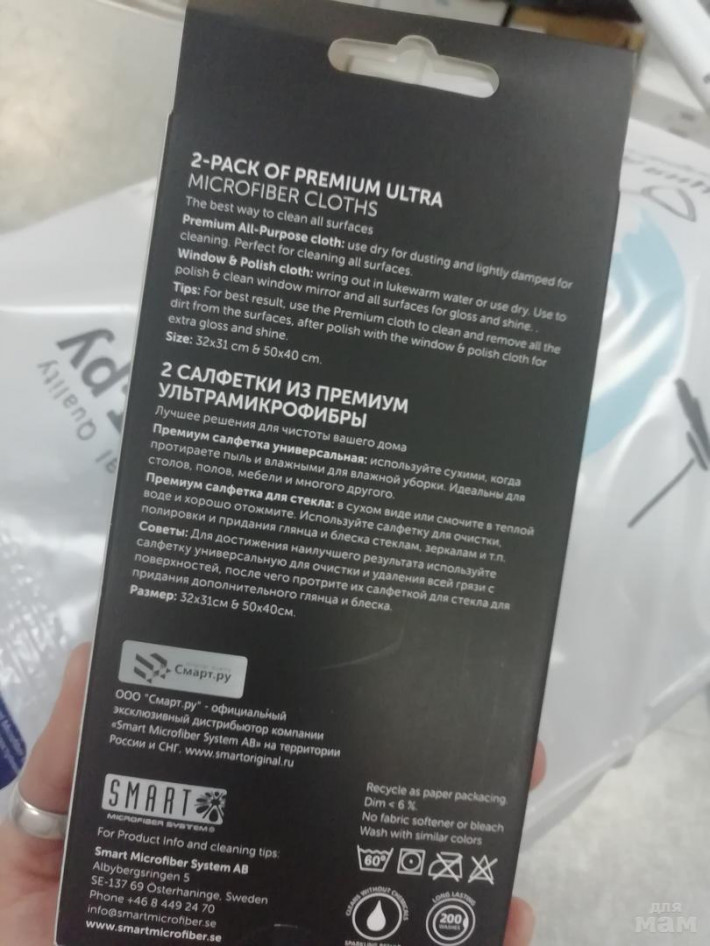 2-PACK OF PREMIUM ULTRA
MICROFIBER CLOTHS
The best way to clean all surfaces
Premium All-Purpose cloth: use dry for dusting and lightly damped for
cleaning. Perfect for cleaning all surfaces.
Window & Polish cloth: wring out in lukewarm water or use dry. Use to
polish & clean window mirror and all surfaces for gloss and shine. .
Tips: For best result, use the Premium cloth to clean and remove all the
dirt from the surfaces, after polish with the window & polish cloth for
extra gloss and shine.
Size: 32x31 cm & 50x40 cm.
2 САЛФЕТКИ ИЗ ПРЕМИУМ
УЛЬТРАМИКРОФИБРЫ
Лучшее решения для чистоты вашего дома
Премиум салфетка универсальная: используйте сухими, когда
протираете пыль и влажными для влажной уборки. Идеальны для
столов, полов, мебели и многого другого.
Премиум салфетка для стекла: в сухом виде или смочите в теплой
воде и хорошо отожмите. Используйте салфетку для очистки,
полировки и придания глянца и блеска стеклам, зеркалам и т.п.
Советы: Для достижения наилучшего результата используйте
салфетку универсальную для очистки и удаления всей грязи с
поверхностей, после чего протрите их салфеткой для стекла для
придания дополнительного глянца и блеска.
Размер: 32x31см & 50x40см.
Смарт.ру
ООО "Смарт.ру" - официальный
эксклюзивный дистрибьютор компании
«Smart Microfiber System AB» на территории
России и СНГ. www.smartoriginal.ru
SMART
MICROFIBER SYSTEM®
For Product Info and cleaning tips:
Smart Microfiber System AB
Albybergsringen 5
SE-137 69 Österhaninge, Sweden
Phone +46 8 449 24 70
info@smartmicrofiber.se
www.smartmicrofiber.se
Recycle as paper packacing.
Dim < 6 %.
No fabric softener or bleach
Wash with similar colors
60°
CLEANS WITHOUT CHEMICALS
LONG LASTING
200
WASHES
Quality
для
мам